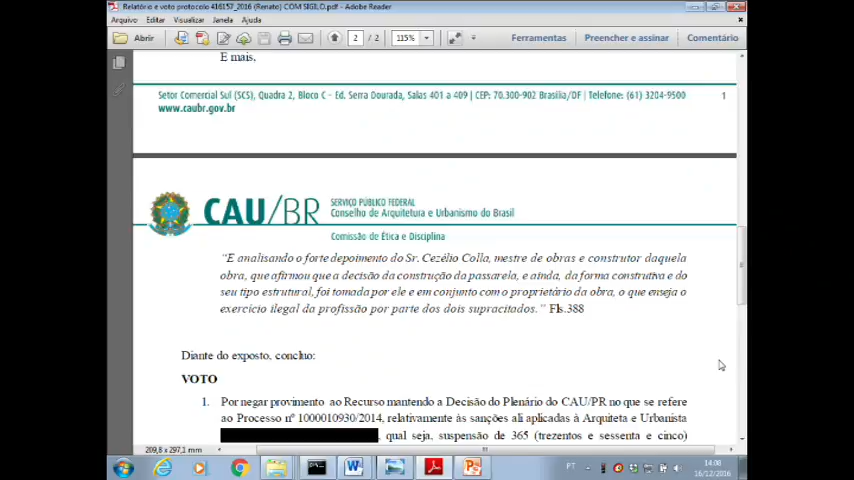 Relatório e voto protocolo 416157_2016 (Renato) COM SIGILO.pdf - Adobe Reader
Arquivo Editar Visualizar Janela Ajuda
Abrir 2 / 2 115% Ferramentas Preencher e assinar Comentário
E mais,
Setor Comercial Sul (SCS), Quadra 2, Bloco C - Ed. Serra Dourada, Salas 401 a 409 | CEP: 70.300-902 Brasília/DF | Telefone: (61) 3204-9500 1
www.caubr.gov.br
CAU/BR
SERVIÇO PÚBLICO FEDERAL
Conselho de Arquitetura e Urbanismo do Brasil
Comissão de Ética e Disciplina
“E analisando o forte depoimento do Sr. Cezélio Colla, mestre de obras e construtor daquela
obra, que afirmou que a decisão da construção da passarela, e ainda, da forma construtiva e do
seu tipo estrutural, foi tomada por ele e em conjunto com o proprietário da obra, o que enseja o
exercício ilegal da profissão por parte dos dois supracitados.” Fls.388
Diante do exposto, concluo:
VOTO
1. Por negar provimento ao Recurso mantendo a Decisão do Plenário do CAU/PR no que se refere
ao Processo nº 1000010930/2014, relativamente às sanções ali aplicadas à Arquiteta e Urbanista
, qual seja, suspensão de 365 (trezentos e sessenta e cinco)
209,8 x 297,1 mm
PT 14:08
16/12/2016